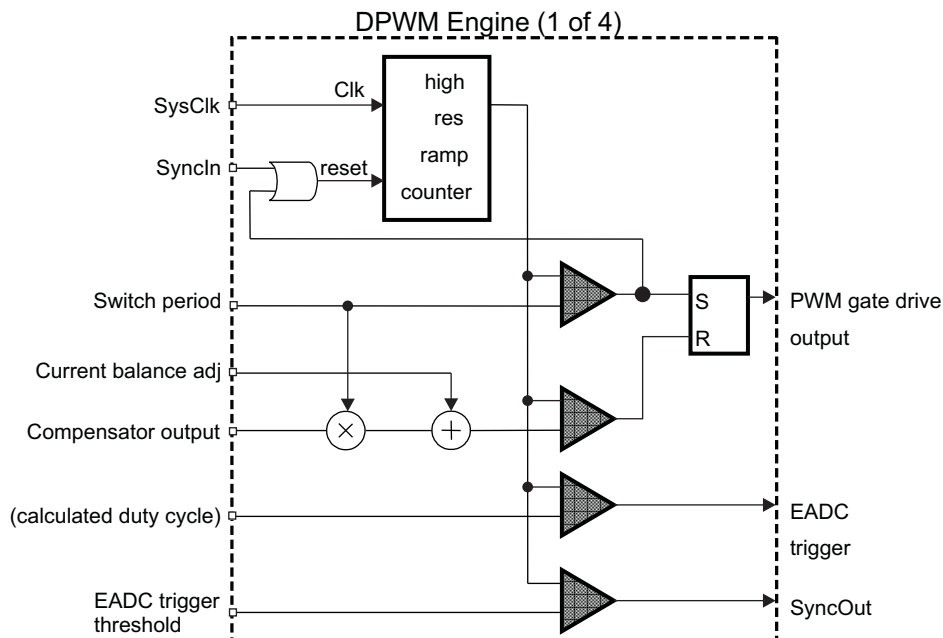 DPWM Engine (1 of 4)
SysClk
Clk
high
res
ramp
counter
SyncIn
reset
Switch period
S
R
PWM gate drive
output
Current balance adj
Compensator output
×
+
(calculated duty cycle)
EADC
trigger
EADC trigger
threshold
SyncOut